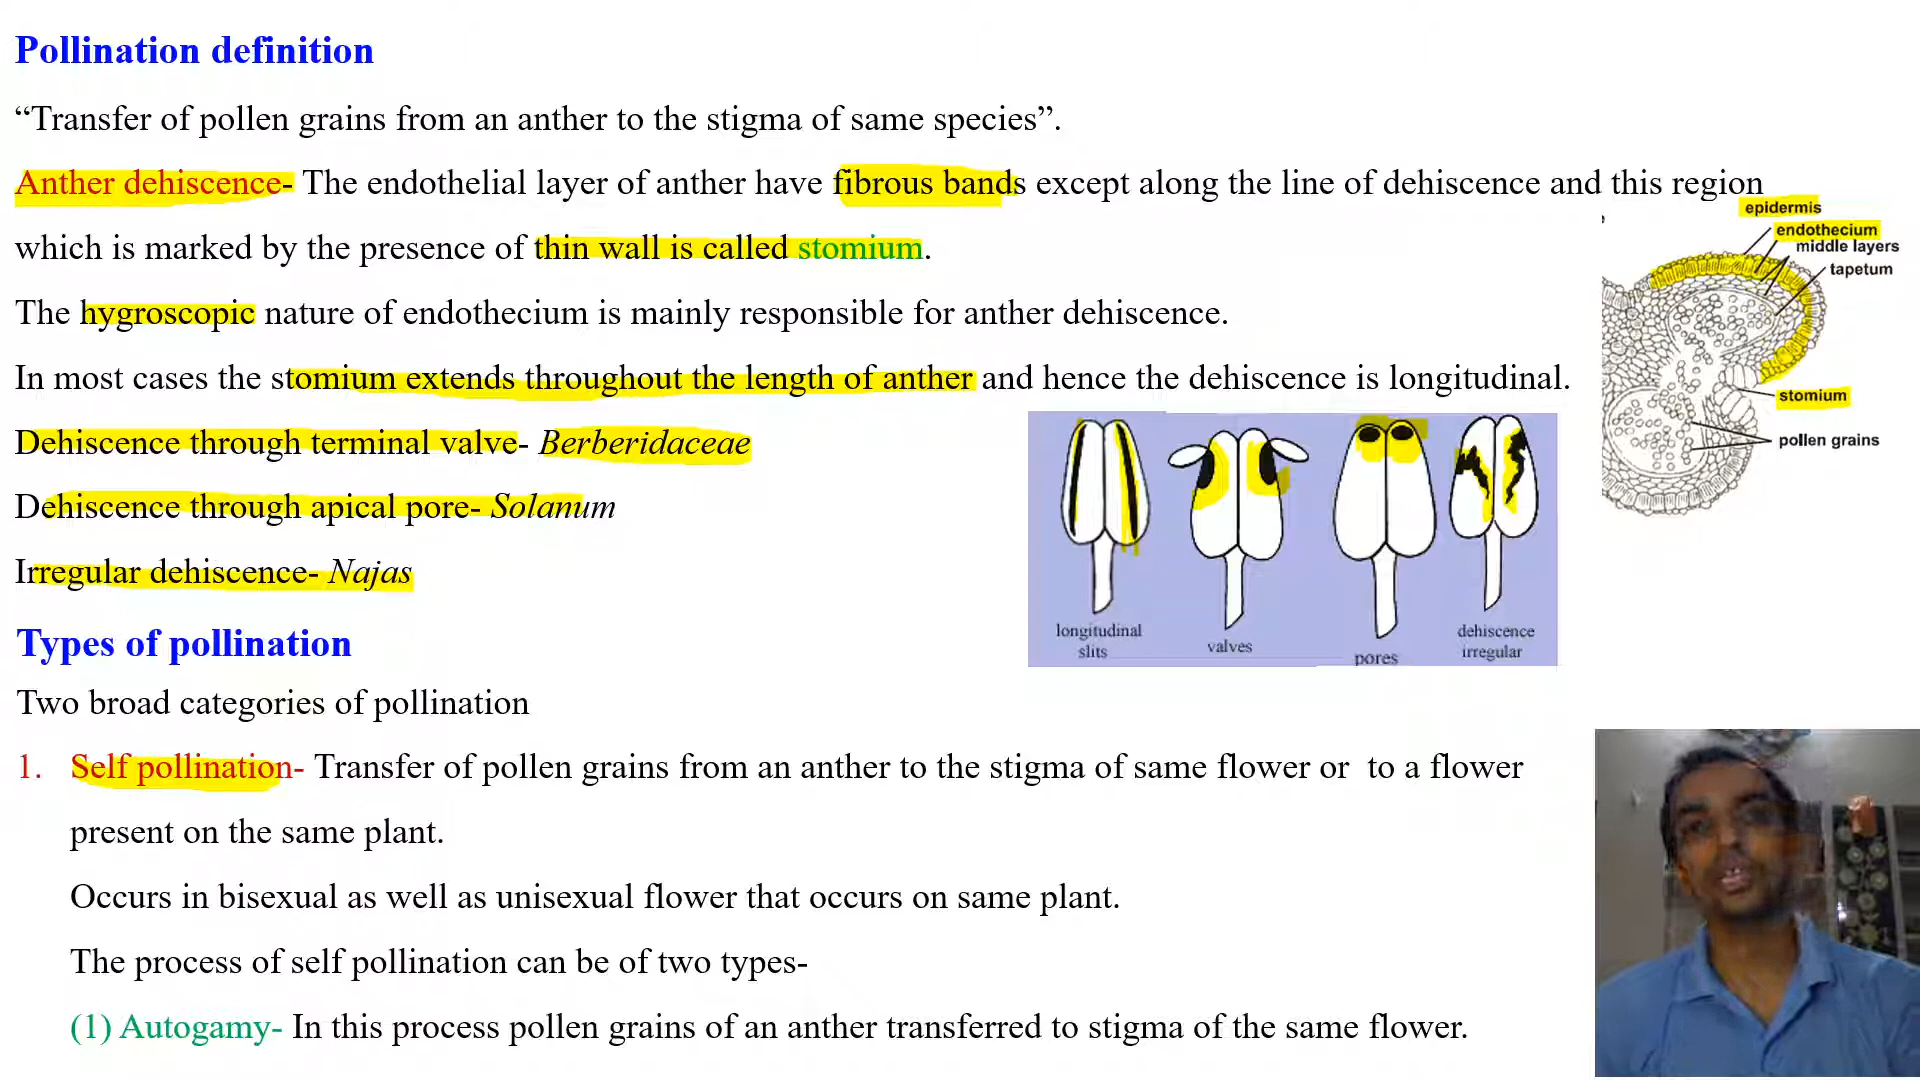 Pollination definition
“Transfer of pollen grains from an anther to the stigma of same species”.
Anther dehiscence- The endothelial layer of anther have fibrous bands except along the line of dehiscence and this region
which is marked by the presence of thin wall is called stomium.
The hygroscopic nature of endothecium is mainly responsible for anther dehiscence.
In most cases the stomium extends throughout the length of anther and hence the dehiscence is longitudinal.
Dehiscence through terminal valve- Berberidaceae
Dehiscence through apical pore- Solanum
Irregular dehiscence- Najas
epidermis
endothecium
middle layers
tapetum
stomium
pollen grains
longitudinal
slits
valves
pores
dehiscence
irregular
Types of pollination
Two broad categories of pollination
1. Self pollination- Transfer of pollen grains from an anther to the stigma of same flower or to a flower
present on the same plant.
Occurs in bisexual as well as unisexual flower that occurs on same plant.
The process of self pollination can be of two types-
(1) Autogamy- In this process pollen grains of an anther transferred to stigma of the same flower.